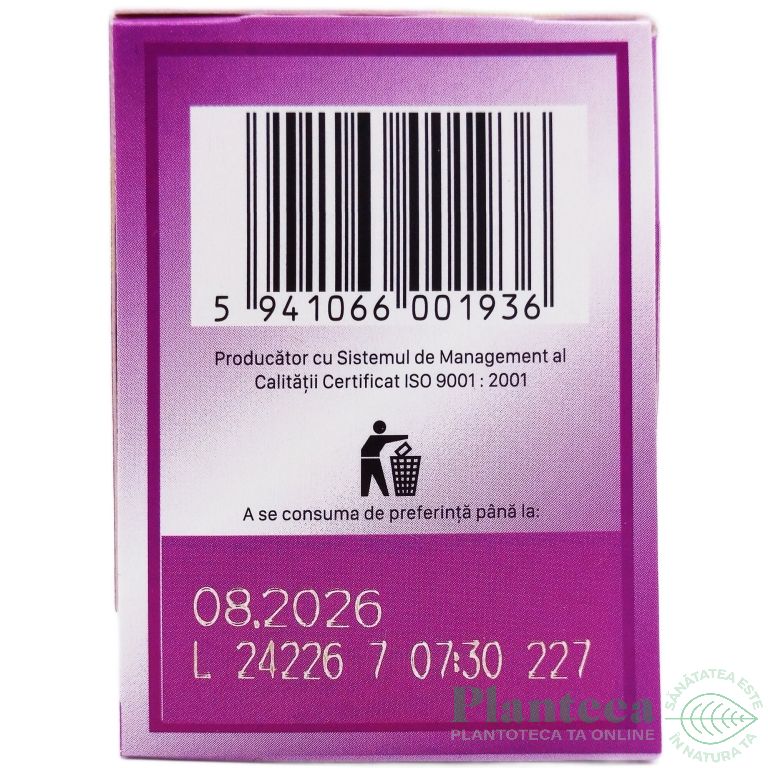 5 941066 001936
Producător cu Sistemul de Management al
Calității Certificat ISO 9001 : 2001
A se consuma de preferință până la:
08.2026
L 24226 7 07:30 227
Planteea
PLANTOTECA TA ONLINE
SĂNĂTATEA ESTE
ÎN NATURA TA